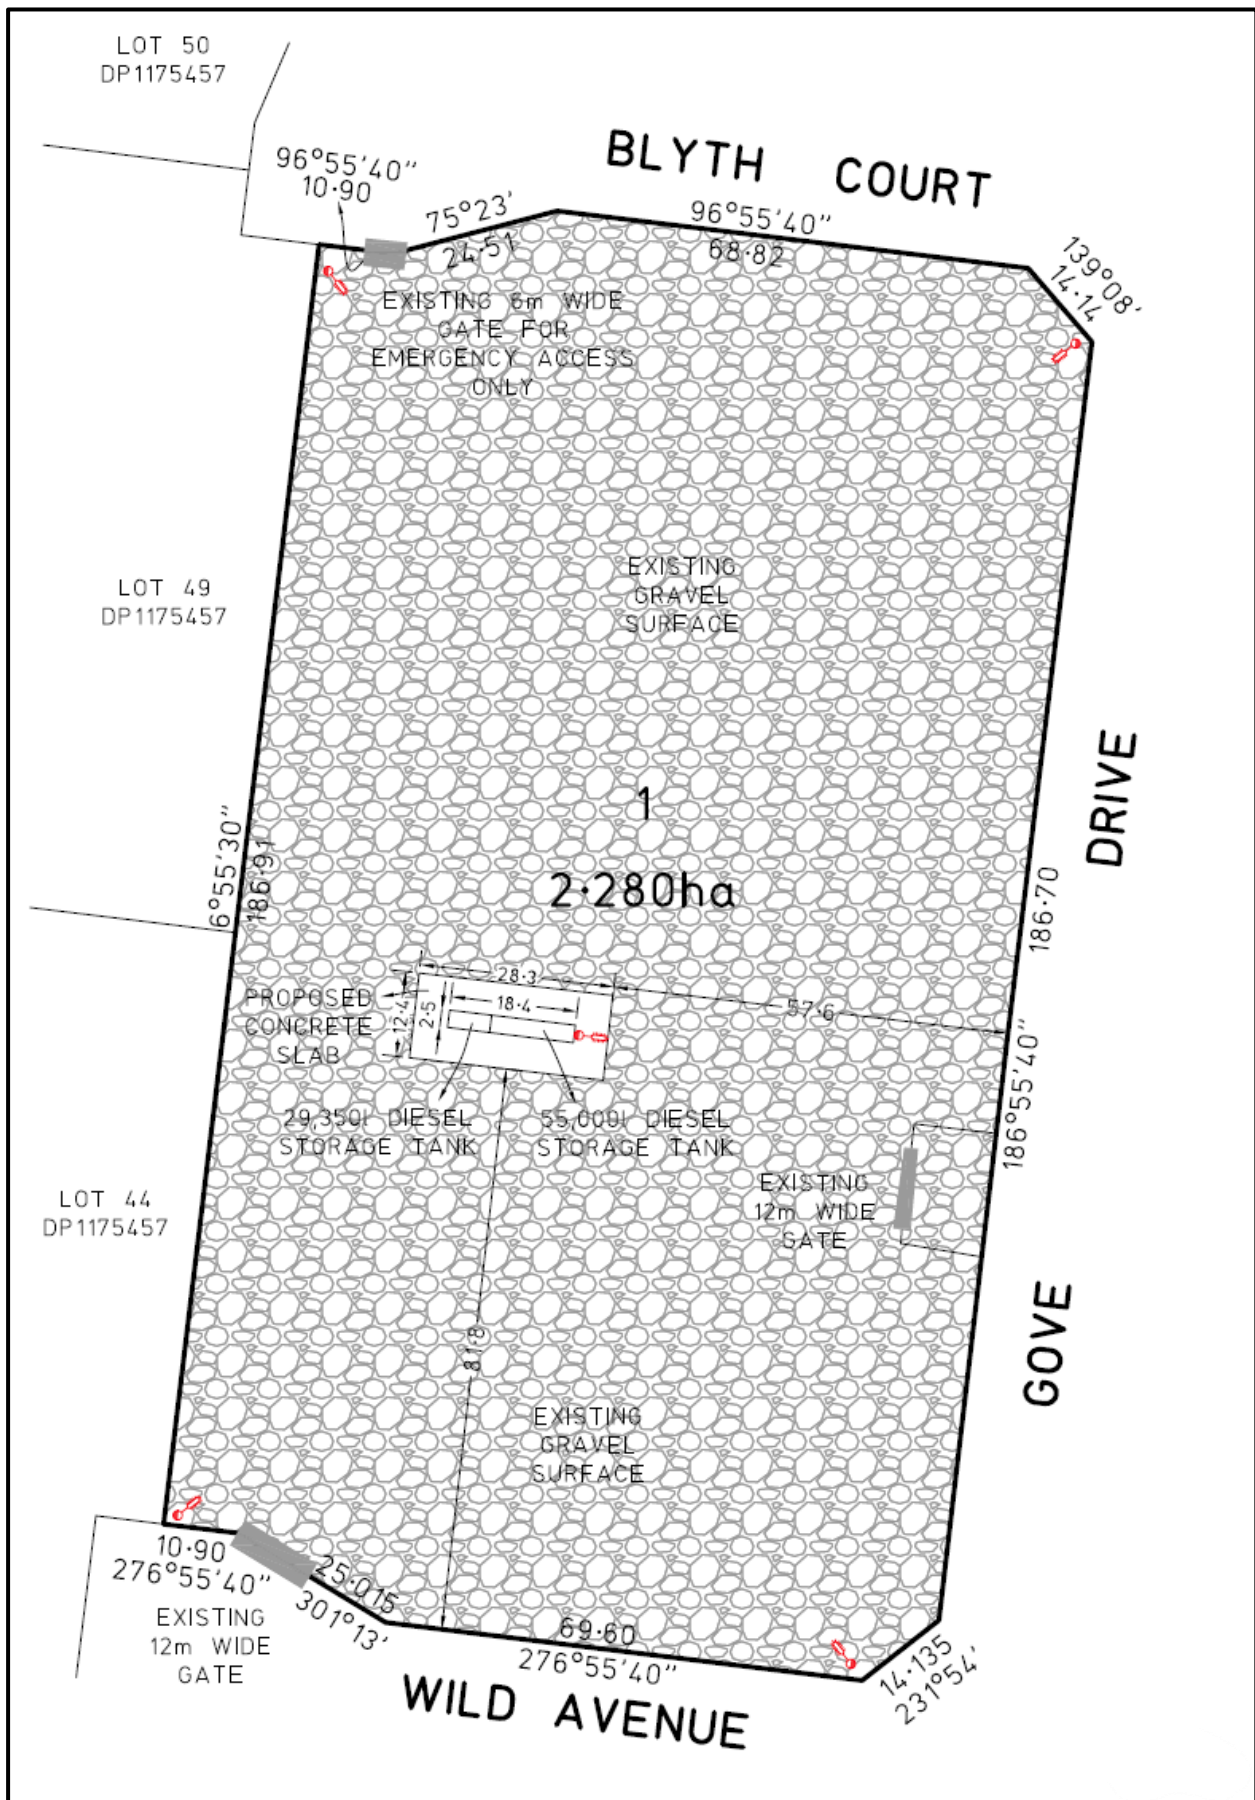 LOT 50
DP1175457
BLYTH COURT
96°55'40"
10·90
75°23'
24·51
96°55'40"
68·82
139°08'
14·14
EXISTING 6m WIDE
GATE FOR
EMERGENCY ACCESS
ONLY
LOT 49
DP1175457
EXISTING
GRAVEL
SURFACE
DRIVE
1
2·280ha
6°55'30"
186·91
186·70
186°55'40"
28·3
18·4
57·6
12·4
2·5
PROPOSED
CONCRETE
SLAB
29,350l DIESEL
STORAGE TANK
55,000l DIESEL
STORAGE TANK
LOT 44
DP1175457
EXISTING
12m WIDE
GATE
GOVE
81·8
EXISTING
GRAVEL
SURFACE
10·90
276°55'40"
25·015
301°13'
EXISTING
12m WIDE
GATE
69·60
276°55'40"
14·135
231°54'
WILD AVENUE